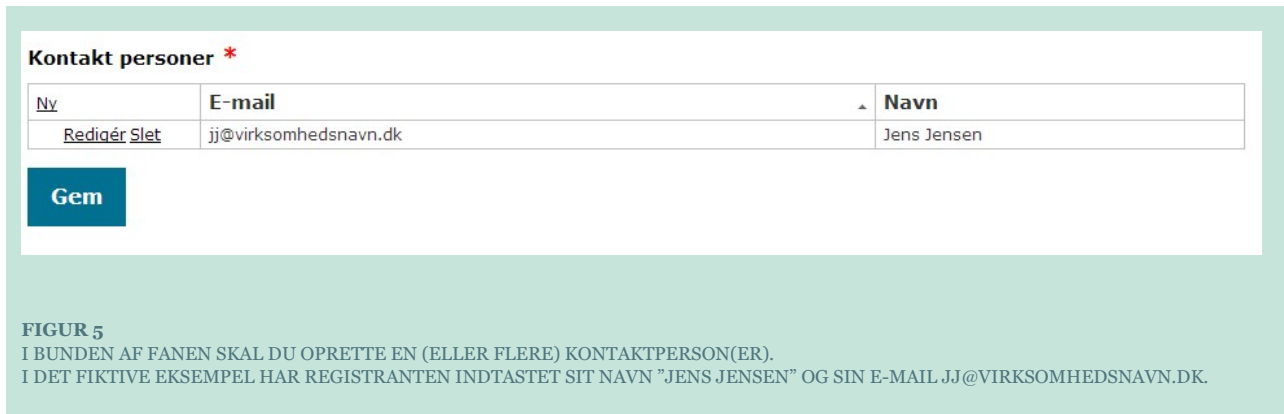 Kontakt personer *
Ny E-mail Navn
Redigér Slet jj@virksomhedsnavn.dk Jens Jensen
Gem
FIGUR 5
I BUNDEN AF FANEN SKAL DU OPRETTE EN (ELLER FLERE) KONTAKTPERSON(ER).
I DET FIKTIVE EKSEMPEL HAR REGISTRANTEN INDTASTET SIT NAVN ”JENS JENSEN” OG SIN E-MAIL JJ@VIRKSOMHEDSNAVN.DK.